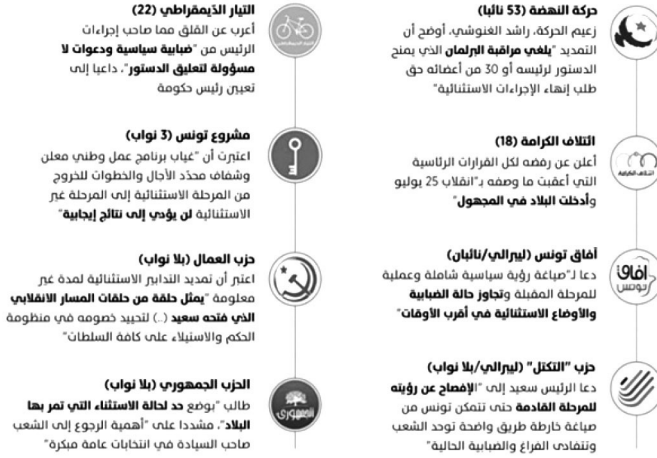 حركة النهضة (53 نائبا)
زعيم الحركة، راشد الغنوشي، أوضح أن
التمديد "يلغي مراقبة البرلمان الذي يمنح
الدستور لرئيسه أو 30 من أعضائه حق
طلب إنهاء الإجراءات الاستثنائية"
ائتلاف الكرامة (18)
أعلن عن رفضه لكل القرارات الرئاسية
التي أعقبت ما وصفه بـ"انقلاب 25 يوليو
وأدخلت البلاد في المجهول"
ائتلاف الكرامة
آفاق تونس (ليبرالي/نائبان)
دعا لـ"صياغة رؤية سياسية شاملة وعملية
للمرحلة المقبلة وتجاوز حالة الضبابية
والأوضاع الاستثنائية في أقرب الأوقات"
آفاق
تونس
حزب "التكتل" (ليبرالي/بلا نواب)
دعا الرئيس سعيد إلى "الإفصاح عن رؤيته
للمرحلة القادمة حتى تتمكن تونس من
صياغة خارطة طريق واضحة توحد الشعب
وتتفادى الفراغ والضبابية الحالية"
التيار الدّيمقراطي (22)
أعرب عن القلق مما صاحب إجراءات
الرئيس من "ضبابية سياسية ودعوات لا
مسؤولة لتعليق الدستور"، داعيا إلى
تعيين رئيس حكومة
التيار الديمقراطي
مشروع تونس (3 نواب)
اعتبرت أن "غياب برنامج عمل وطني معلن
وشفاف محدّد الآجال والخطوات للخروج
من المرحلة الاستثنائية إلى المرحلة غير
الاستثنائية لن يؤدي إلى نتائج إيجابية"
حزب العمال (بلا نواب)
اعتبر أن تمديد التدابير الاستثنائية لمدة غير
معلومة "يمثل حلقة من حلقات المسار الانقلابي
الذي فتحه سعيد (..) لتحييد خصومه في منظومة
الحكم والاستيلاء على كافة السلطات"
الحزب الجمهوري (بلا نواب)
طالب "بوضع حد لحالة الاستثناء التي تمر بها
البلاد"، مشددا على "أهمية الرجوع إلى الشعب
صاحب السيادة في انتخابات عامة مبكرة"
الجمهوري